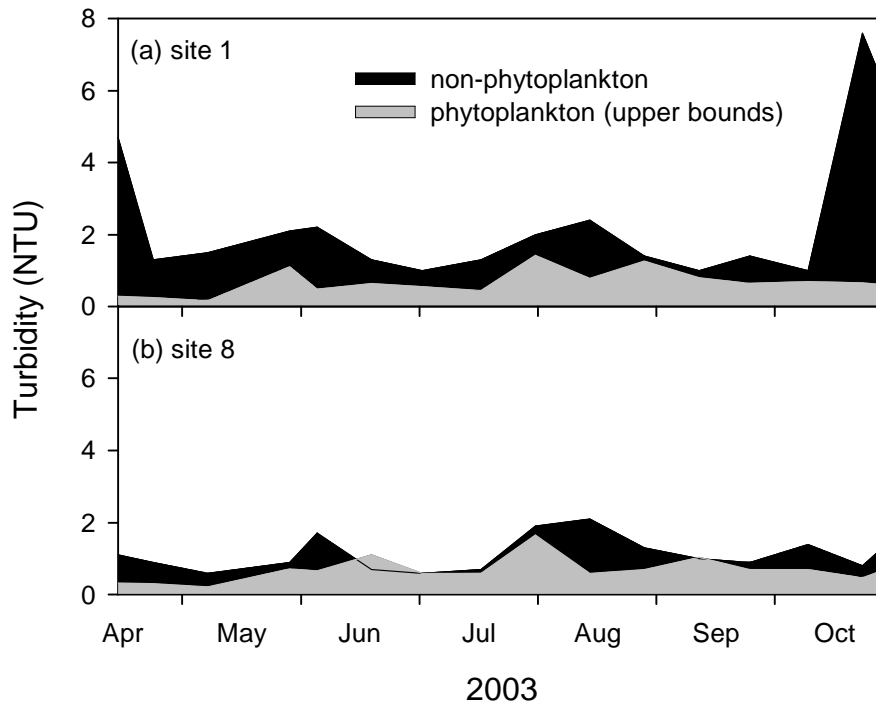 8
(a) site 1
non-phytoplankton
6
phytoplankton (upper bounds)
4
2
0
Turbidity (NTU)
(b) site 8
6
4
2
0
Apr May Jun Jul Aug Sep Oct
2003